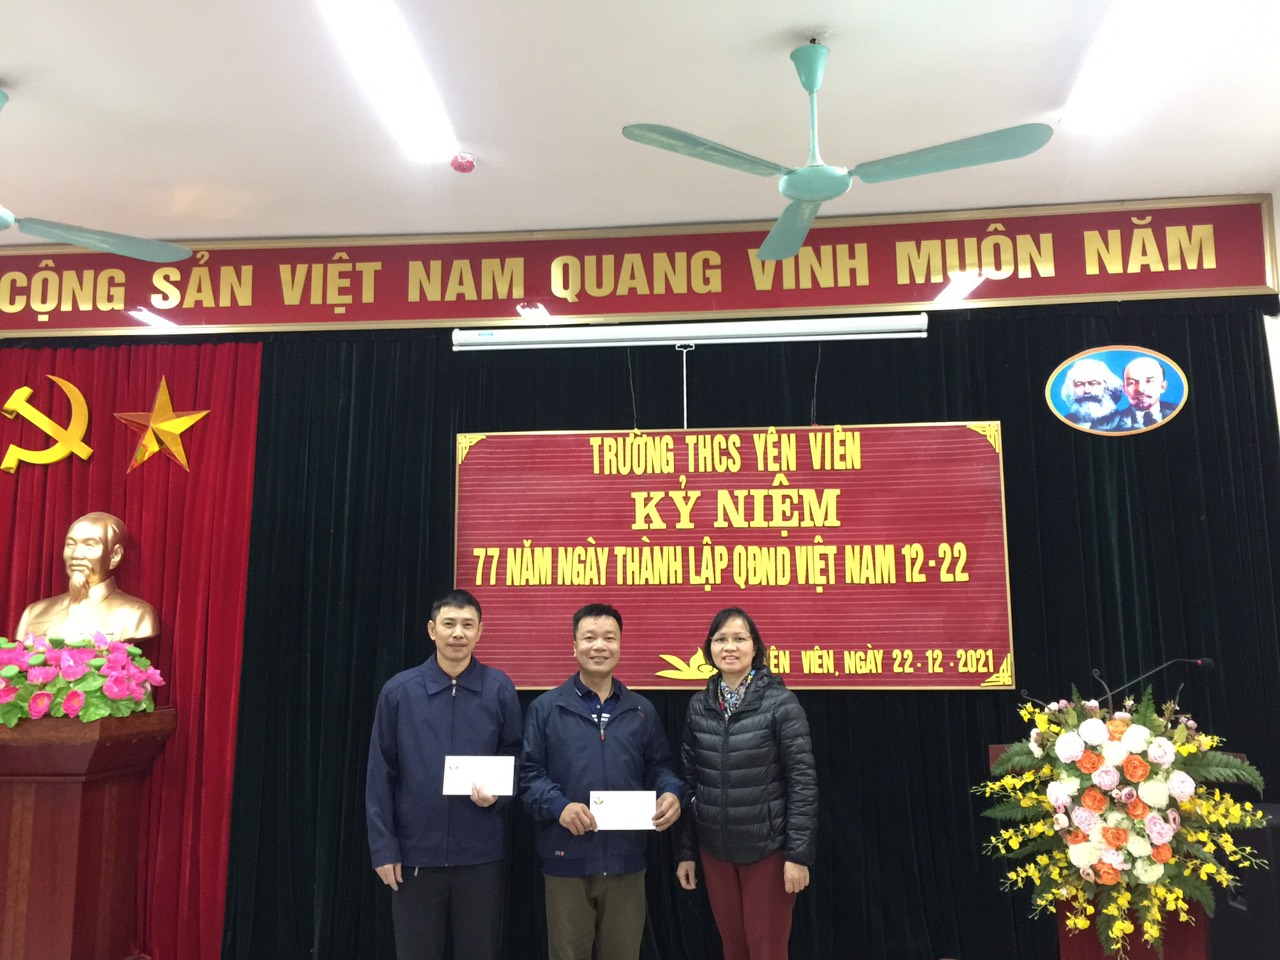 CỘNG SẢN VIỆT NAM QUANG VINH MUÔN NĂM
TRƯỜNG THCS YÊN VIÊN
KỶ NIỆM
77 NĂM NGÀY THÀNH LẬP QĐND VIỆT NAM 12-22
ÊN VIÊN, NGÀY 22-12-2021